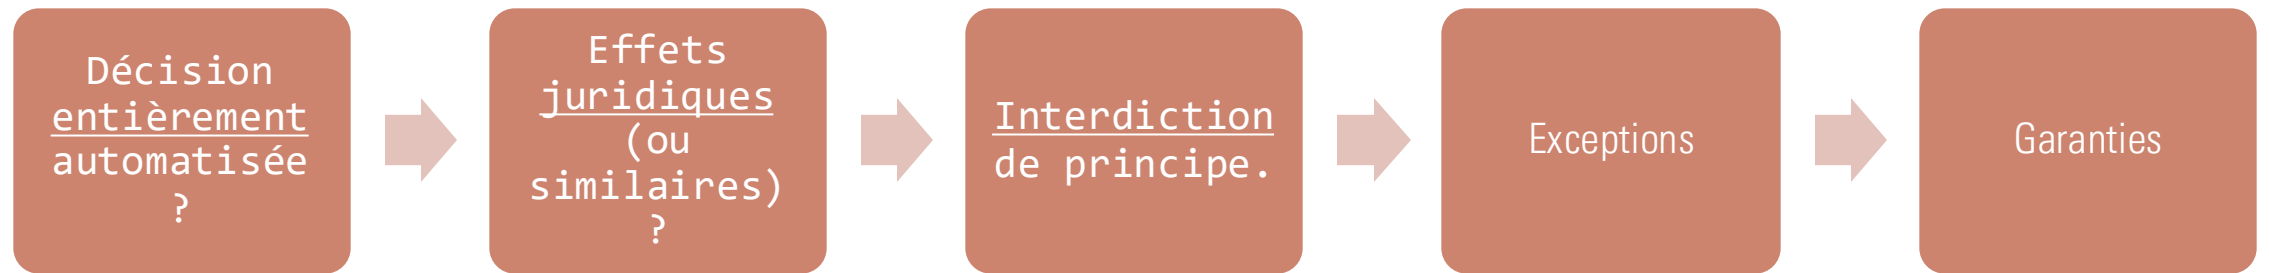 Décision
entièrement
automatisée
?
Effets
juridiques
(ou
similaires)
?
Interdiction
de principe.
Exceptions
Garanties